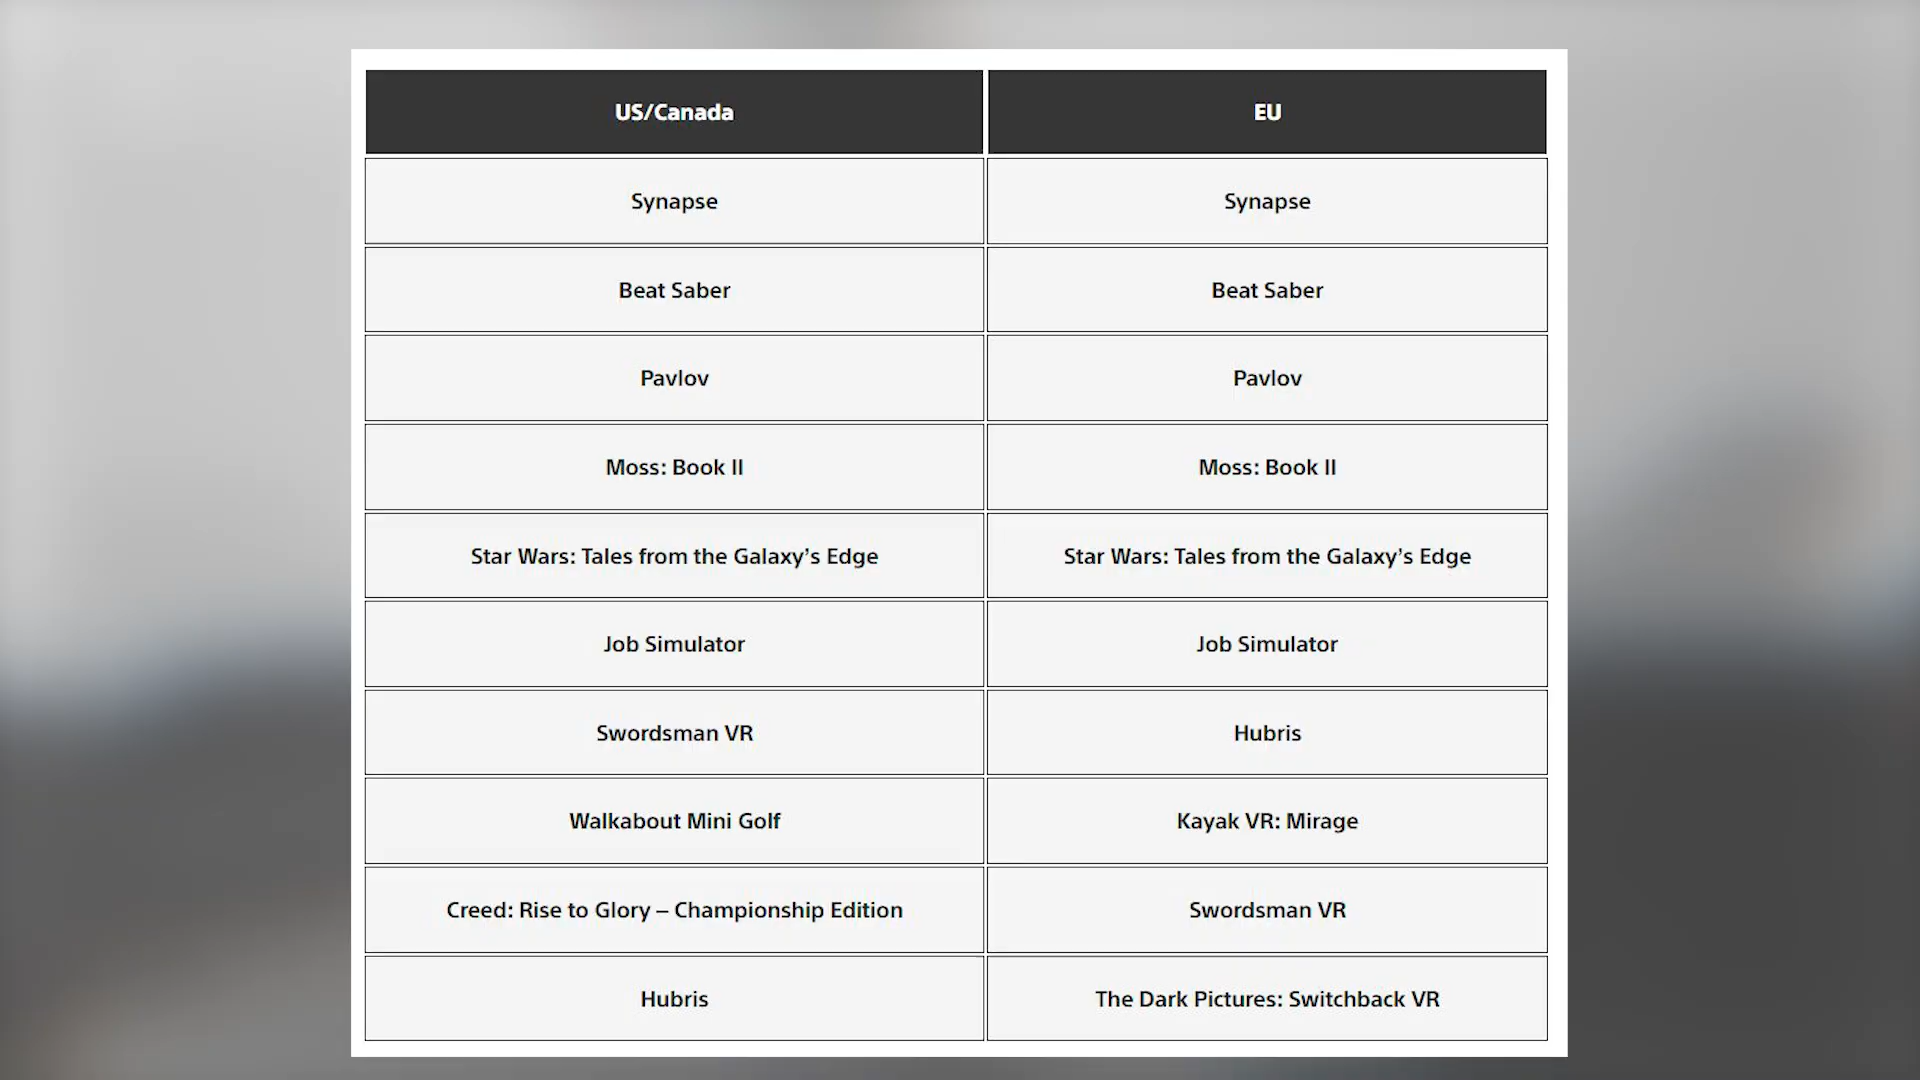 US/Canada EU
Synapse Synapse
Beat Saber Beat Saber
Pavlov Pavlov
Moss: Book II Moss: Book II
Star Wars: Tales from the Galaxy’s Edge Star Wars: Tales from the Galaxy’s Edge
Job Simulator Job Simulator
Swordsman VR Hubris
Walkabout Mini Golf Kayak VR: Mirage
Creed: Rise to Glory – Championship Edition Swordsman VR
Hubris The Dark Pictures: Switchback VR